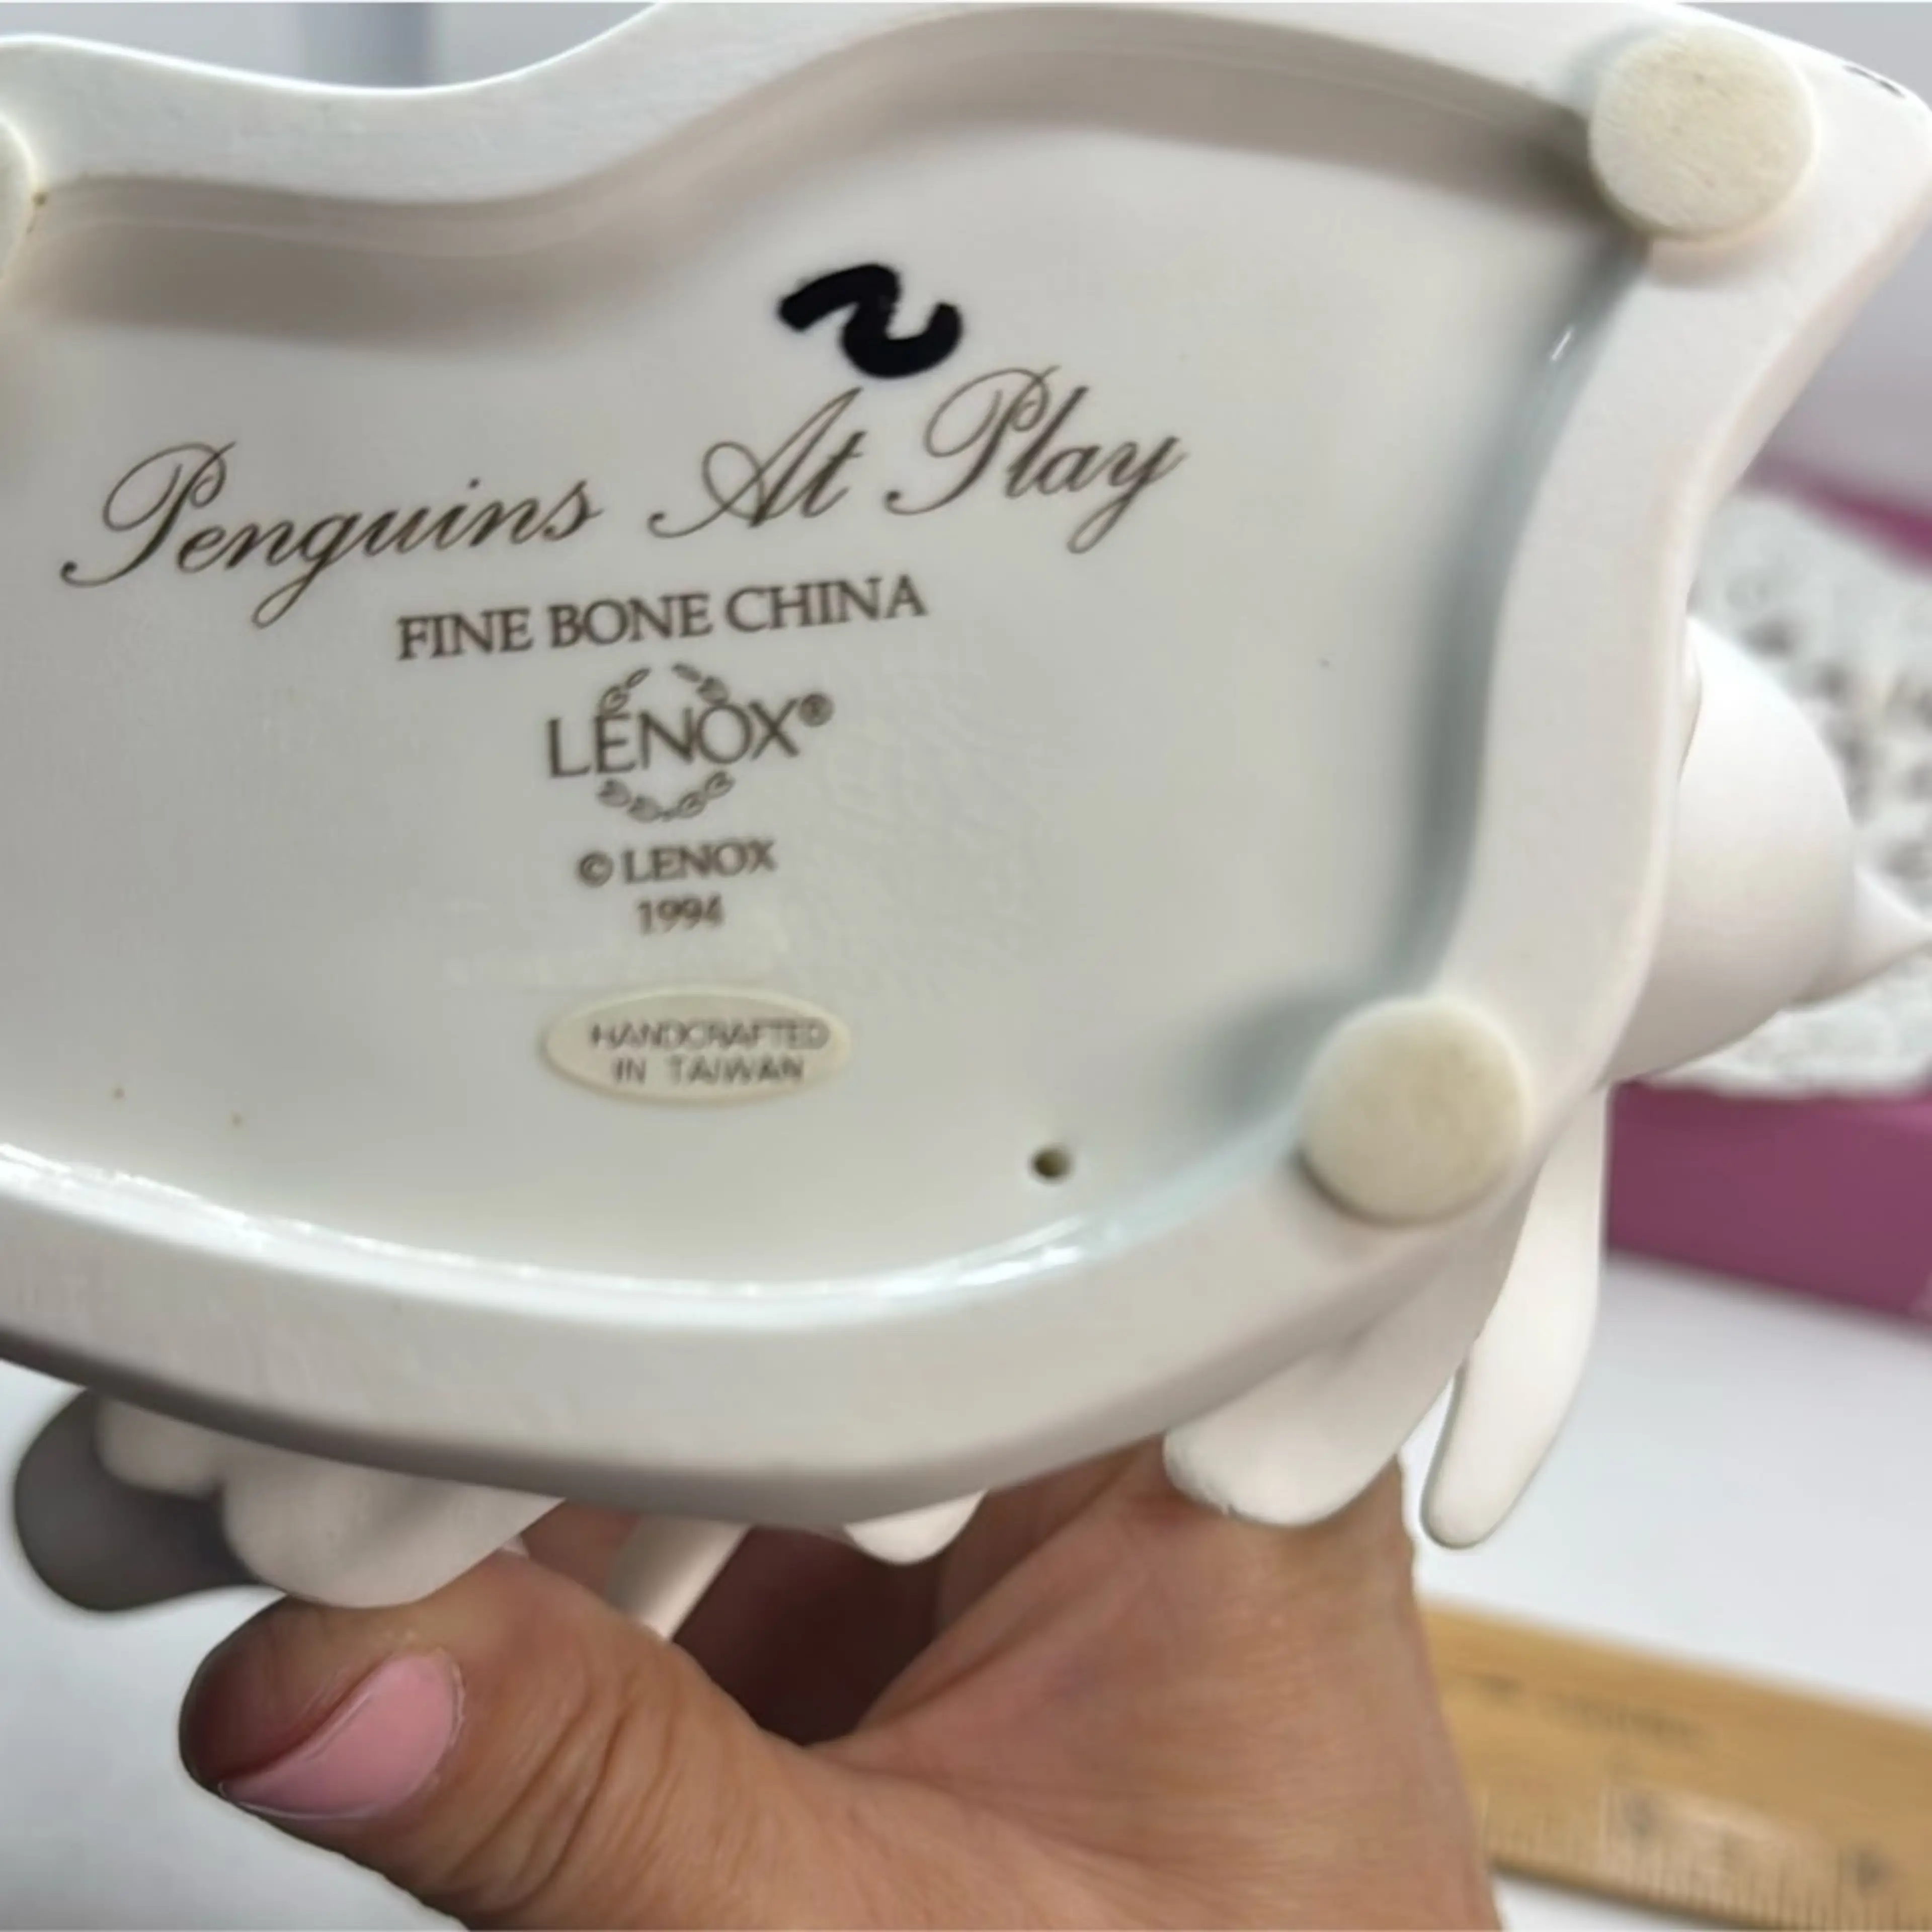 Penguins At Play
FINE BONE CHINA
LENOX®
© LENOX
1994
HANDCRAFTED
IN TAIWAN